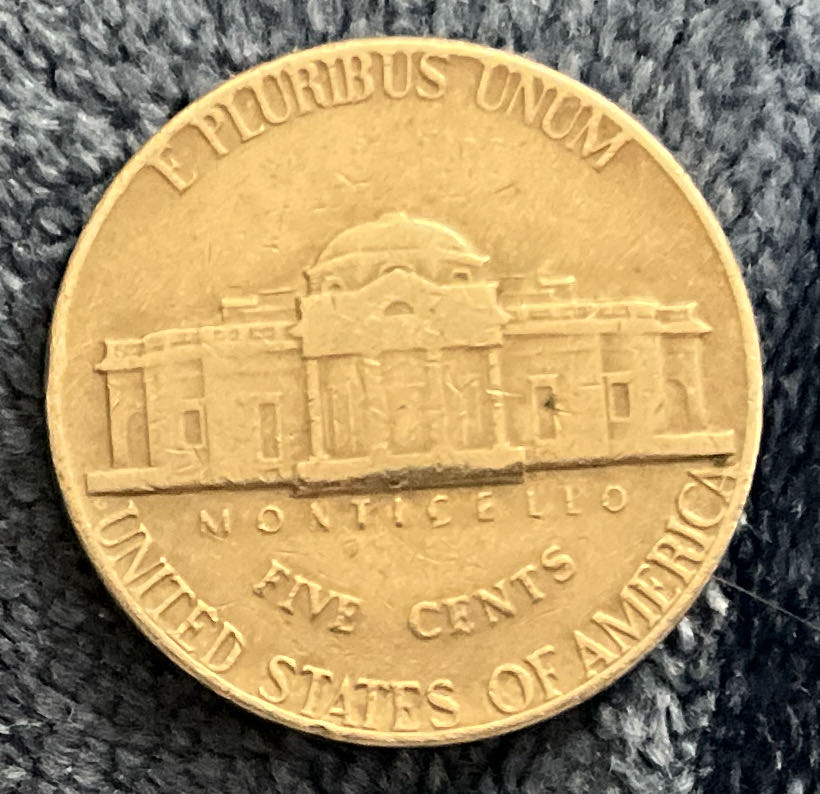 E PLURIBUS UNUM
MONTICELLO
FIVE CENTS
UNITED STATES OF AMERICA